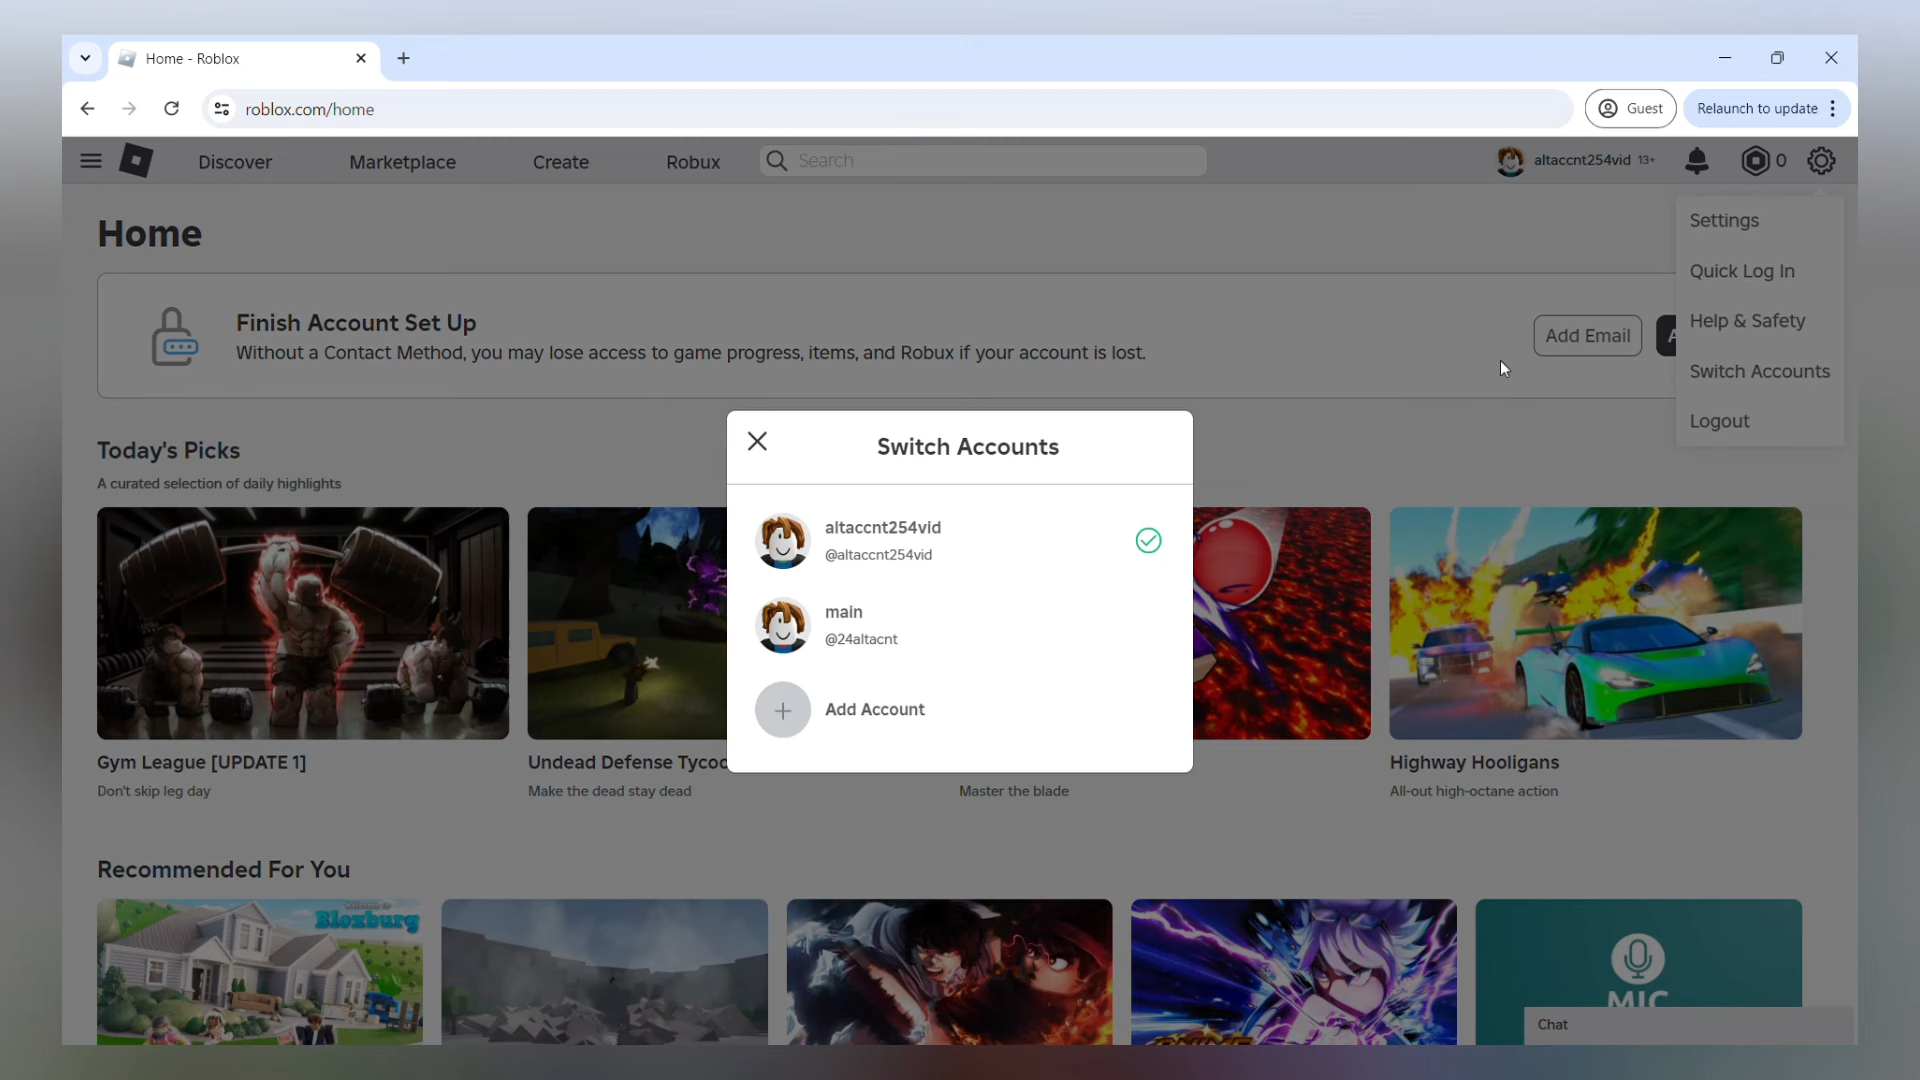 Home - Roblox
roblox.com/home
Guest
Relaunch to update
Discover
Marketplace
Create
Robux
Search
altaccnt254vid 13+
0
Settings
Quick Log In
Help & Safety
Switch Accounts
Logout
Home
Finish Account Set Up
Without a Contact Method, you may lose access to game progress, items, and Robux if your account is lost.
Add Email
Today's Picks
A curated selection of daily highlights
Switch Accounts
altaccnt254vid
@altaccnt254vid
main
@24altacnt
Add Account
Gym League [UPDATE 1]
Don't skip leg day
Undead Defense Tycoo
Make the dead stay dead
Master the blade
Highway Hooligans
All-out high-octane action
Recommended For You
Welcome to
Bloxburg
ANIME
MIC
Chat